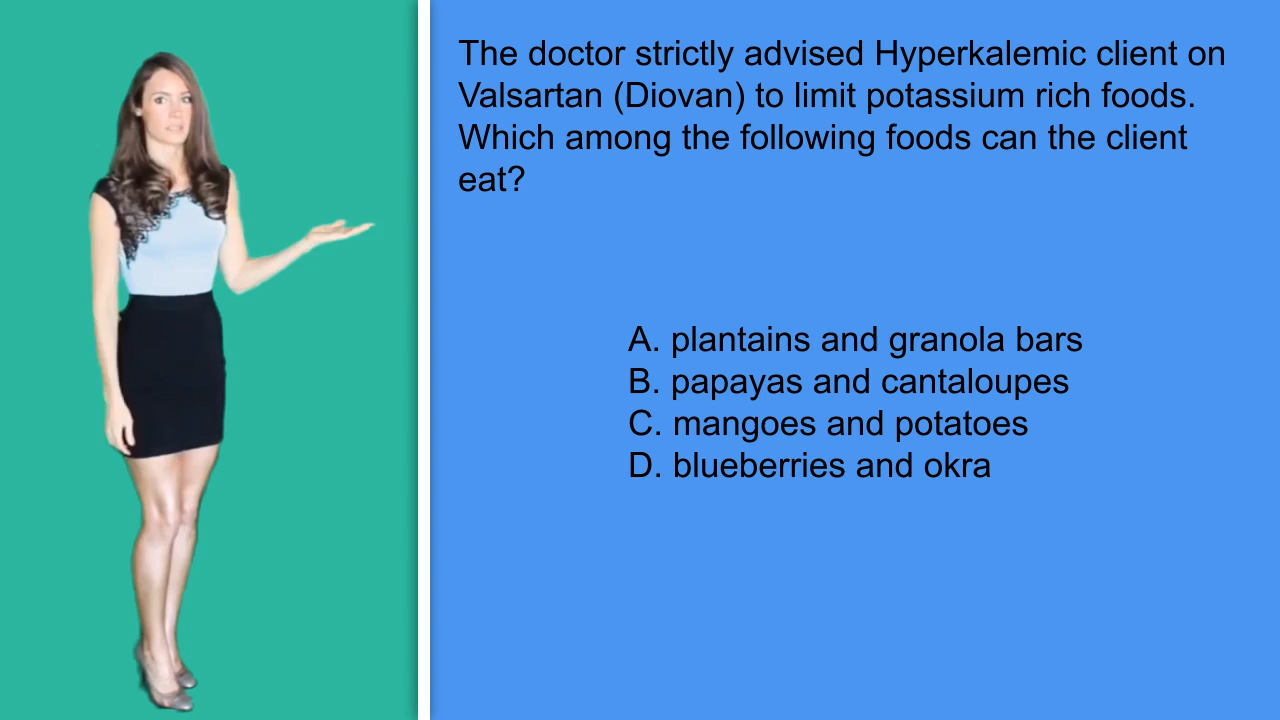 The doctor strictly advised Hyperkalemic client on
Valsartan (Diovan) to limit potassium rich foods.
Which among the following foods can the client
eat?
A. plantains and granola bars
B. papayas and cantaloupes
C. mangoes and potatoes
D. blueberries and okra